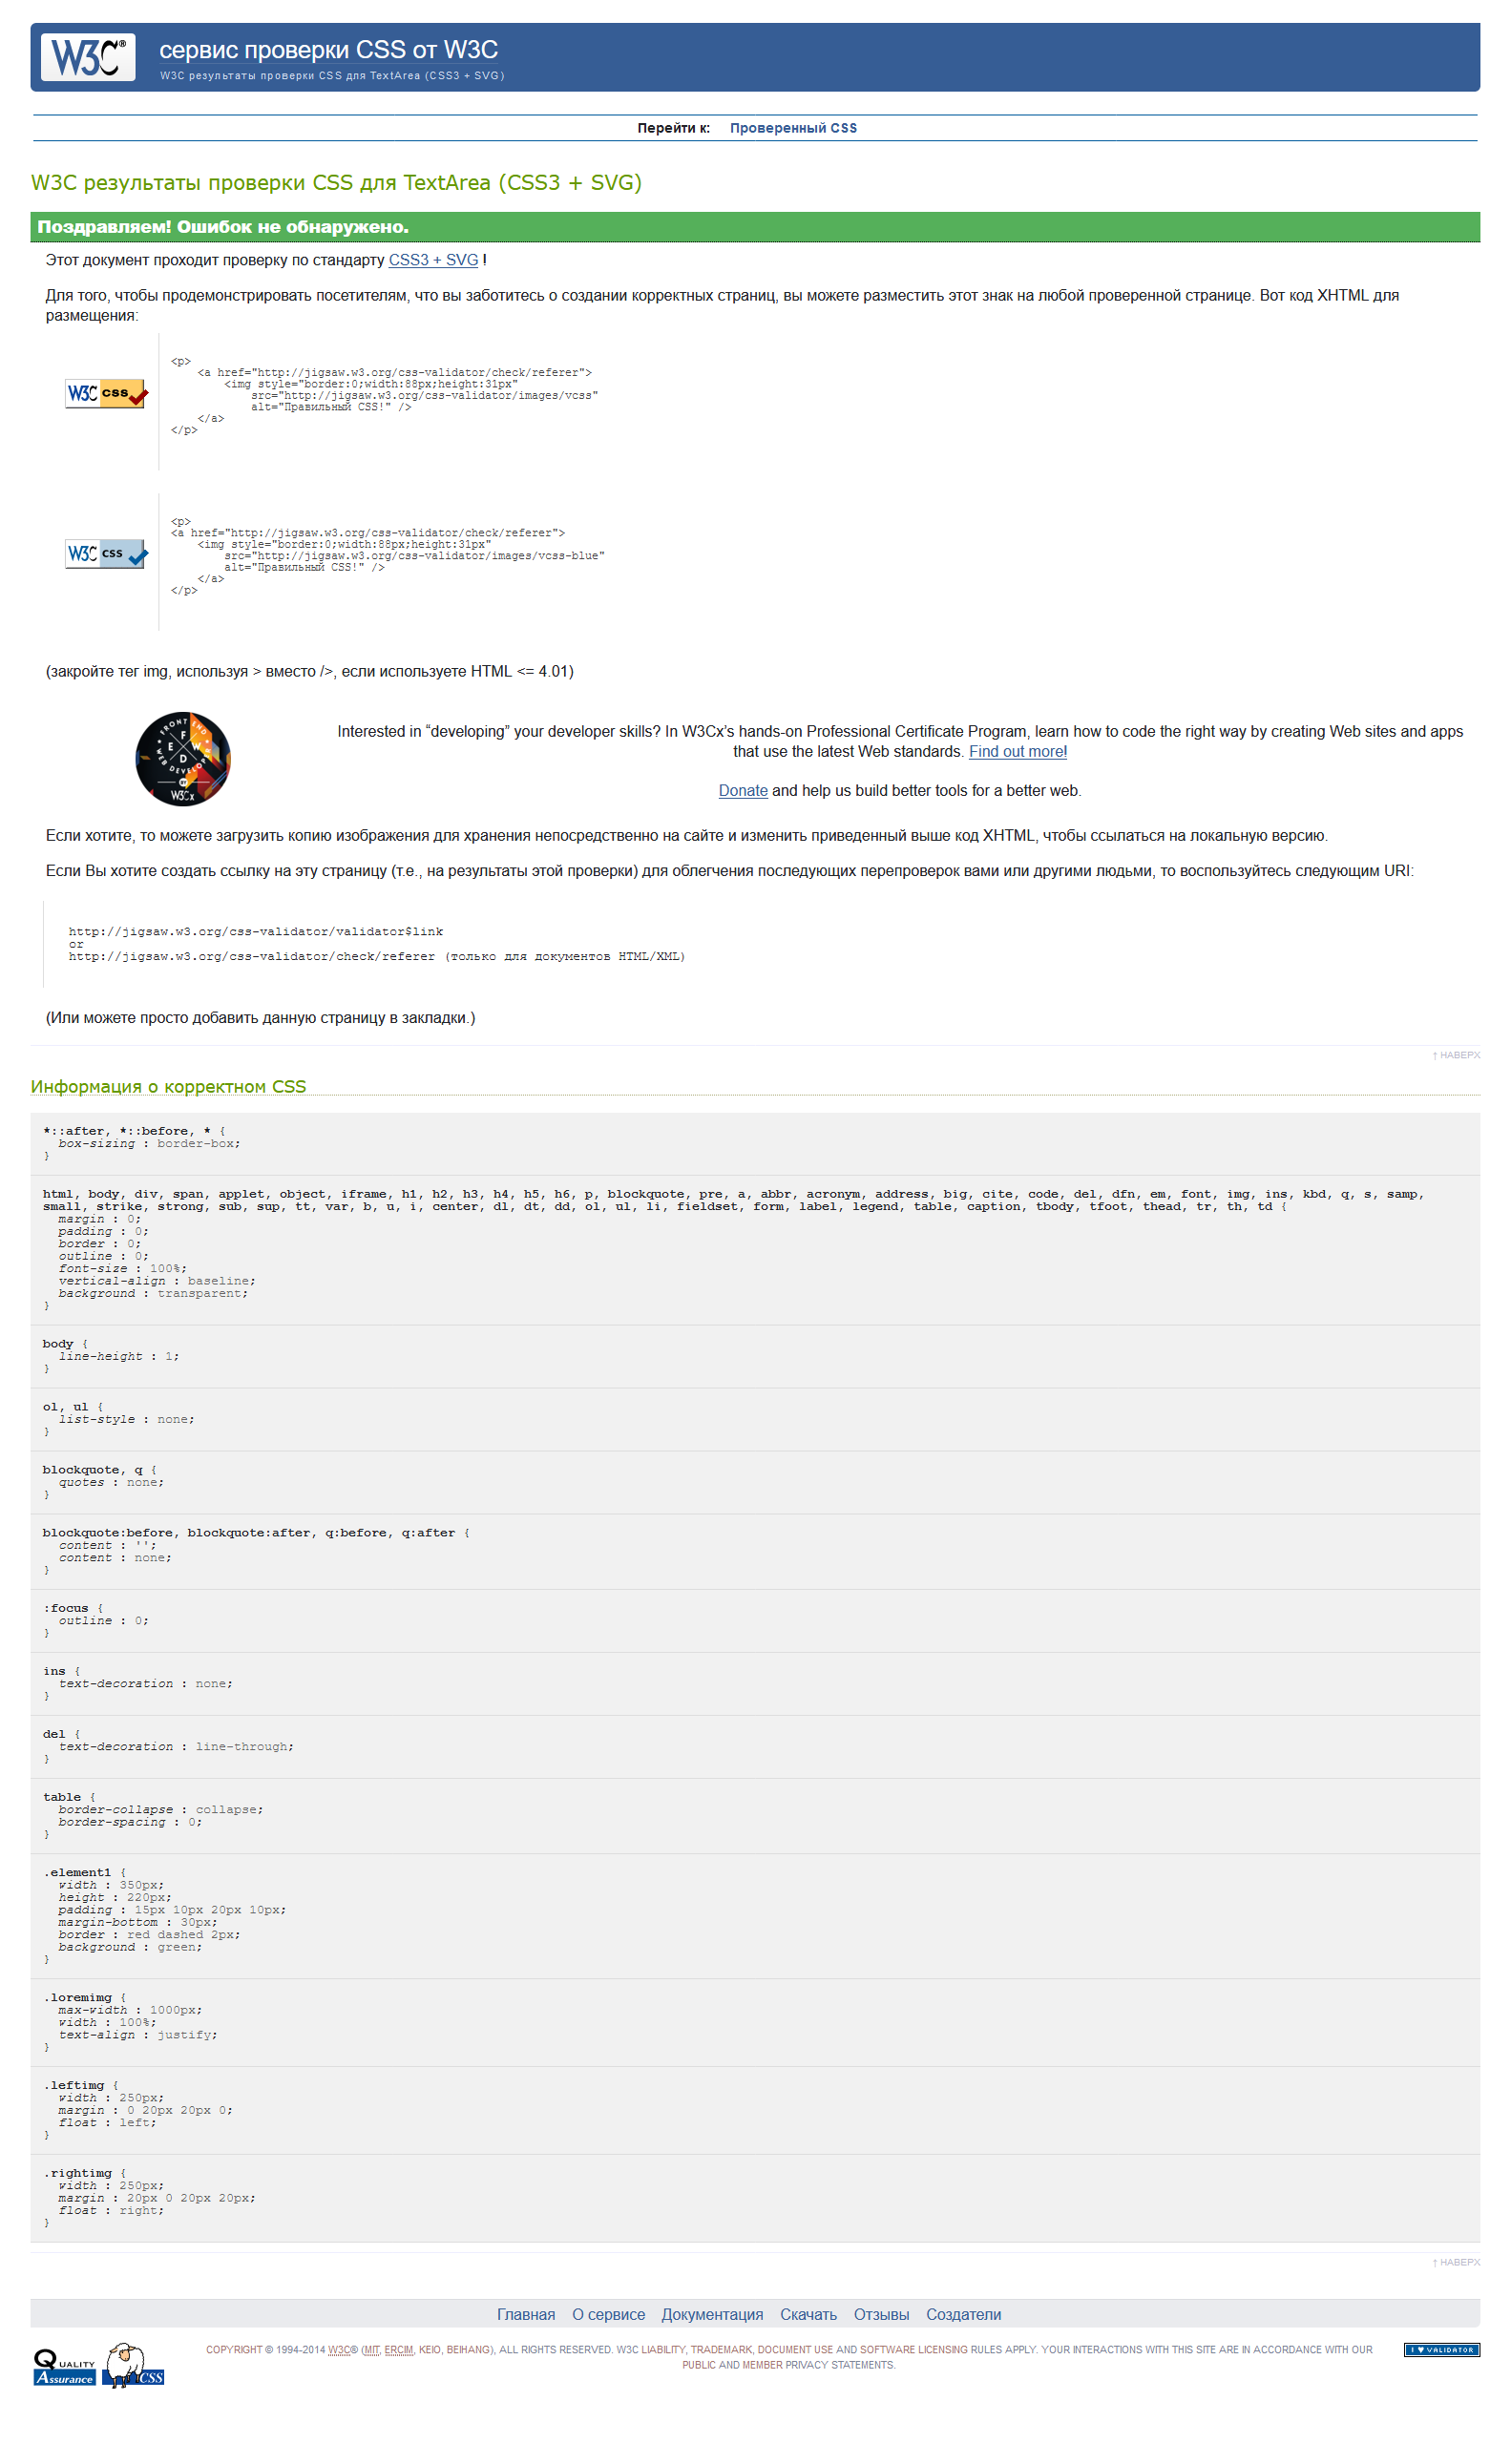 W3C®
сервис проверки CSS от W3C
W3C результаты проверки CSS для TextArea (CSS3 + SVG)
Перейти к: Проверенный CSS
W3C результаты проверки CSS для TextArea (CSS3 + SVG)
Поздравляем! Ошибок не обнаружено.
Этот документ проходит проверку по стандарту CSS3 + SVG !
Для того, чтобы продемонстрировать посетителям, что вы заботитесь о создании корректных страниц, вы можете разместить этот знак на любой проверенной странице. Вот код XHTML для
размещения:
W3C css
<p>
<a href="http://jigsaw.w3.org/css-validator/check/referer">
<img style="border:0;width:88px;height:31px"
src="http://jigsaw.w3.org/css-validator/images/vcss"
alt="Правильный CSS!" />
</a>
</p>
W3C css
<p>
<a href="http://jigsaw.w3.org/css-validator/check/referer">
<img style="border:0;width:88px;height:31px"
src="http://jigsaw.w3.org/css-validator/images/vcss-blue"
alt="Правильный CSS!" />
</a>
</p>
(закройте тег img, используя > вместо />, если используете HTML <= 4.01)
FRONT END
F
E W
D
WEB DEVELOPER
W3Cx
Interested in “developing” your developer skills? In W3Cx’s hands-on Professional Certificate Program, learn how to code the right way by creating Web sites and apps
that use the latest Web standards. Find out more!
Donate and help us build better tools for a better web.
Если хотите, то можете загрузить копию изображения для хранения непосредственно на сайте и изменить приведенный выше код XHTML, чтобы ссылаться на локальную версию.
Если Вы хотите создать ссылку на эту страницу (т.е., на результаты этой проверки) для облегчения последующих перепроверок вами или другими людьми, то воспользуйтесь следующим URI:
http://jigsaw.w3.org/css-validator/validator$link
or
http://jigsaw.w3.org/css-validator/check/referer (только для документов HTML/XML)
(Или можете просто добавить данную страницу в закладки.)
↑ НАВЕРХ
Информация о корректном CSS
*::after, *::before, * {
box-sizing : border-box;
}
html, body, div, span, applet, object, iframe, h1, h2, h3, h4, h5, h6, p, blockquote, pre, a, abbr, acronym, address, big, cite, code, del, dfn, em, font, img, ins, kbd, q, s, samp,
small, strike, strong, sub, sup, tt, var, b, u, i, center, dl, dt, dd, ol, ul, li, fieldset, form, label, legend, table, caption, tbody, tfoot, thead, tr, th, td {
margin : 0;
padding : 0;
border : 0;
outline : 0;
font-size : 100%;
vertical-align : baseline;
background : transparent;
}
body {
line-height : 1;
}
ol, ul {
list-style : none;
}
blockquote, q {
quotes : none;
}
blockquote:before, blockquote:after, q:before, q:after {
content : '';
content : none;
}
:focus {
outline : 0;
}
ins {
text-decoration : none;
}
del {
text-decoration : line-through;
}
table {
border-collapse : collapse;
border-spacing : 0;
}
.element1 {
width : 350px;
height : 220px;
padding : 15px 10px 20px 10px;
margin-bottom : 30px;
border : red dashed 2px;
background : green;
}
.loremimg {
max-width : 1000px;
width : 100%;
text-align : justify;
}
.leftimg {
width : 250px;
margin : 0 20px 20px 0;
float : left;
}
.rightimg {
width : 250px;
margin : 20px 0 20px 20px;
float : right;
}
↑ НАВЕРХ
Главная О сервисе Документация Скачать Отзывы Создатели
QUALITY
Assurance
CSS
COPYRIGHT © 1994-2014 W3C® (MIT, ERCIM, KEIO, BEIHANG), ALL RIGHTS RESERVED. W3C LIABILITY, TRADEMARK, DOCUMENT USE AND SOFTWARE LICENSING RULES APPLY. YOUR INTERACTIONS WITH THIS SITE ARE IN ACCORDANCE WITH OUR
PUBLIC AND MEMBER PRIVACY STATEMENTS.
I ♥ VALIDATOR